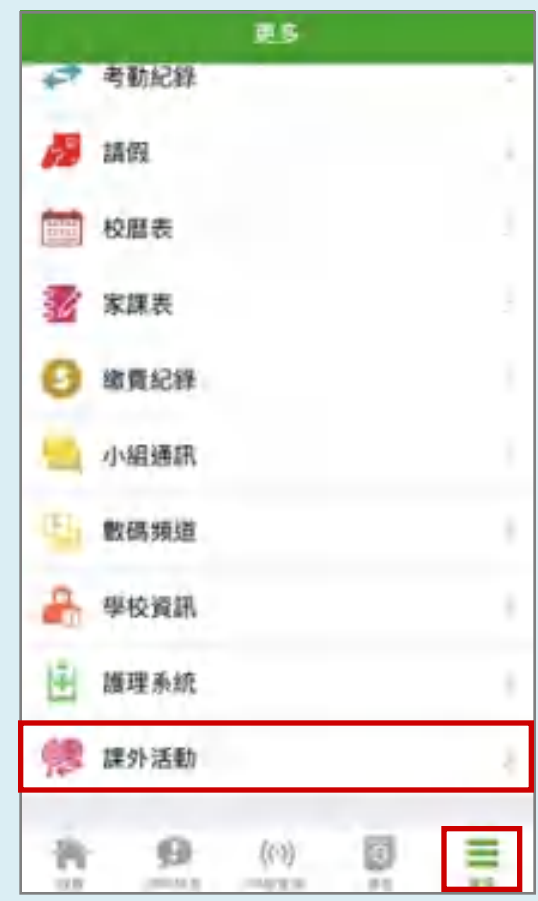 更多
考勤紀錄
請假
校曆表
家課表
繳費紀錄
小組通訊
數碼頻道
學校資訊
護理系統
課外活動